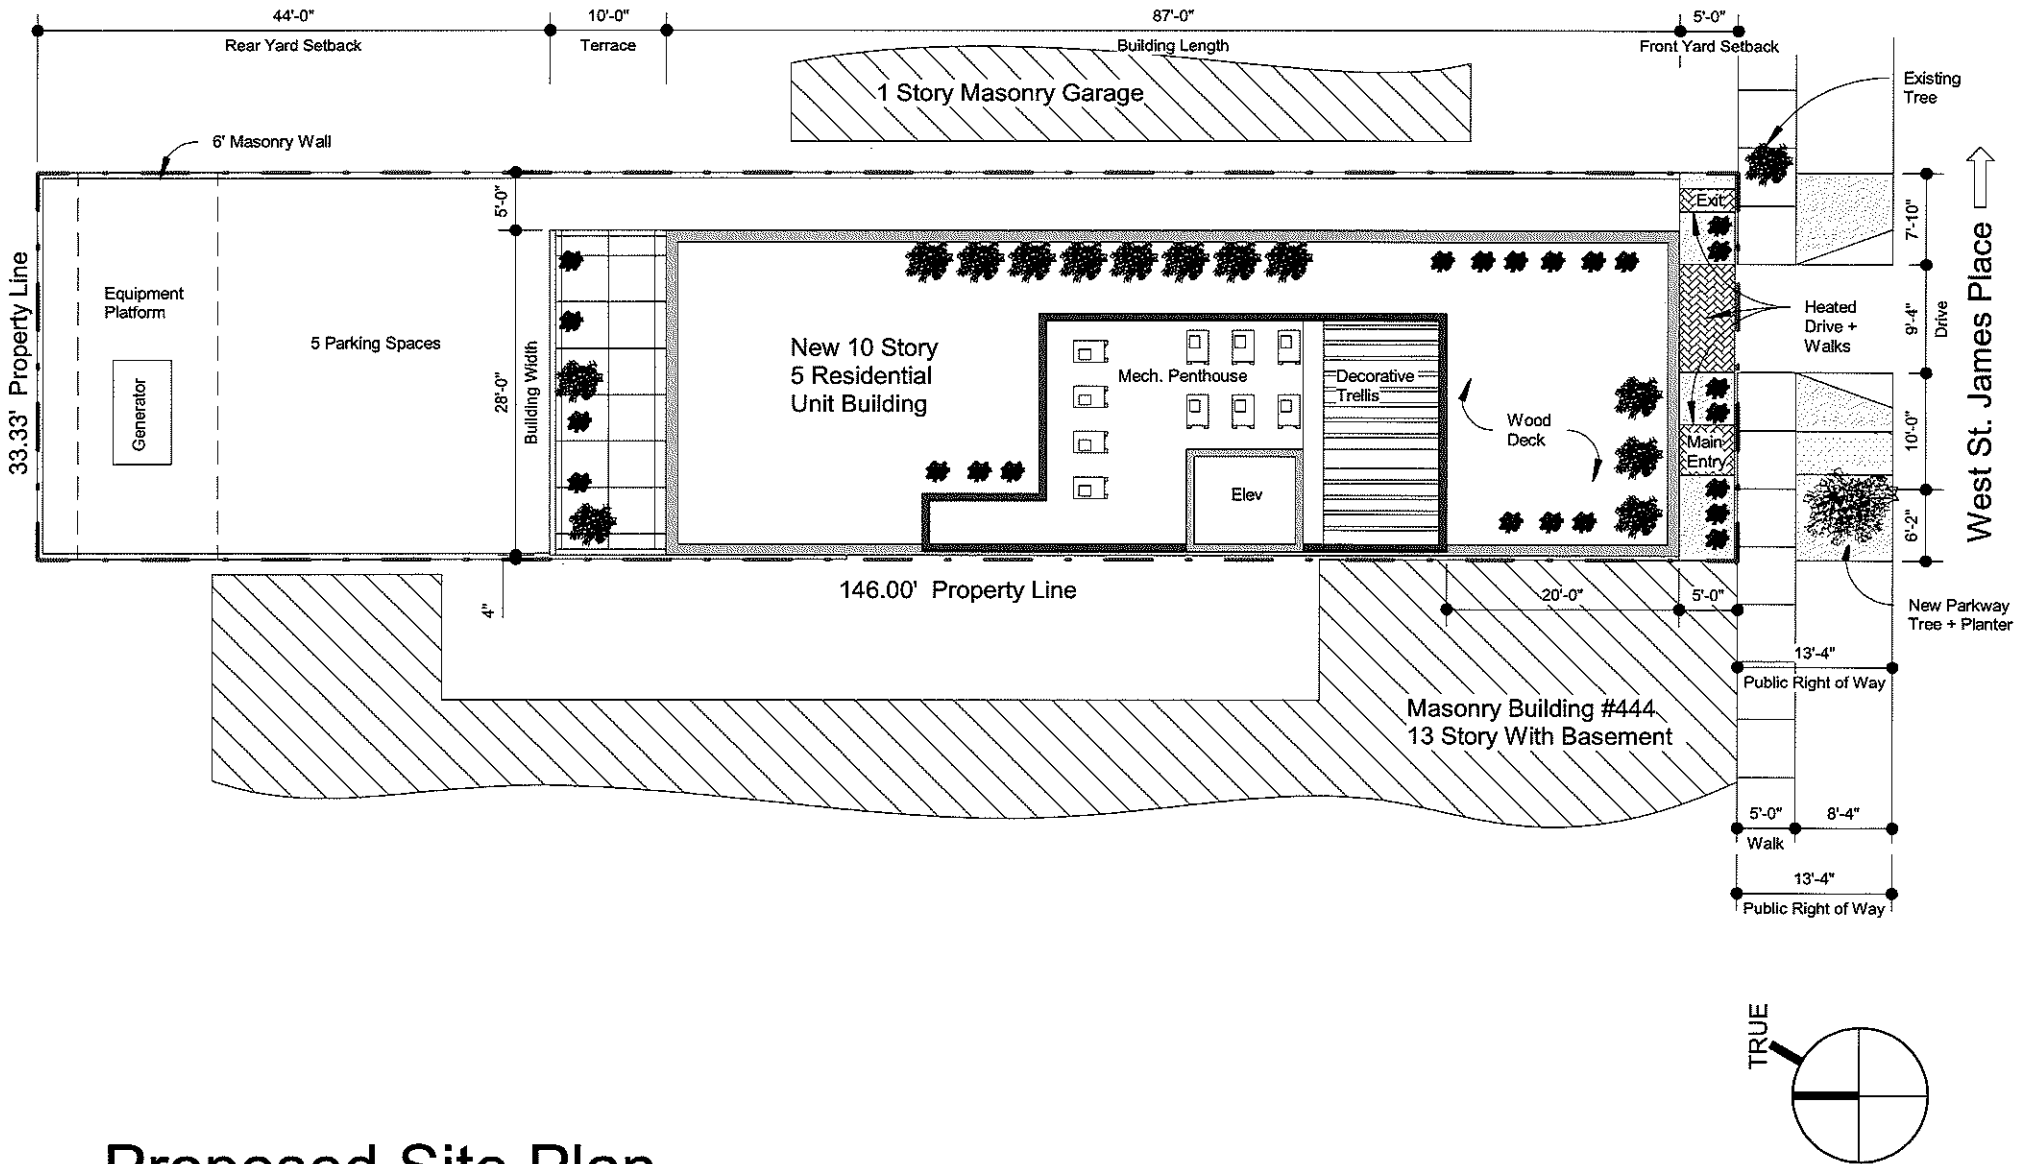 44'-0"
10'-0"
87'-0"
5'-0"
Rear Yard Setback
Terrace
Building Length
Front Yard Setback
1 Story Masonry Garage
Existing
Tree
6' Masonry Wall
5'-0"
Exit
7'-10"
33.33' Property Line
Equipment
Platform
5 Parking Spaces
Generator
28'-0"
Building Width
New 10 Story
5 Residential
Unit Building
Mech. Penthouse
Decorative
Trellis
Elev
Wood
Deck
Main
Entry
Heated
Drive +
Walks
9'-4"
Drive
10'-0"
6'-2"
West St. James Place
4"
146.00' Property Line
20'-0"
5'-0"
New Parkway
Tree + Planter
13'-4"
Public Right of Way
Masonry Building #444
13 Story With Basement
5'-0"
8'-4"
Walk
13'-4"
Public Right of Way
TRUE
Proposed Site Plan